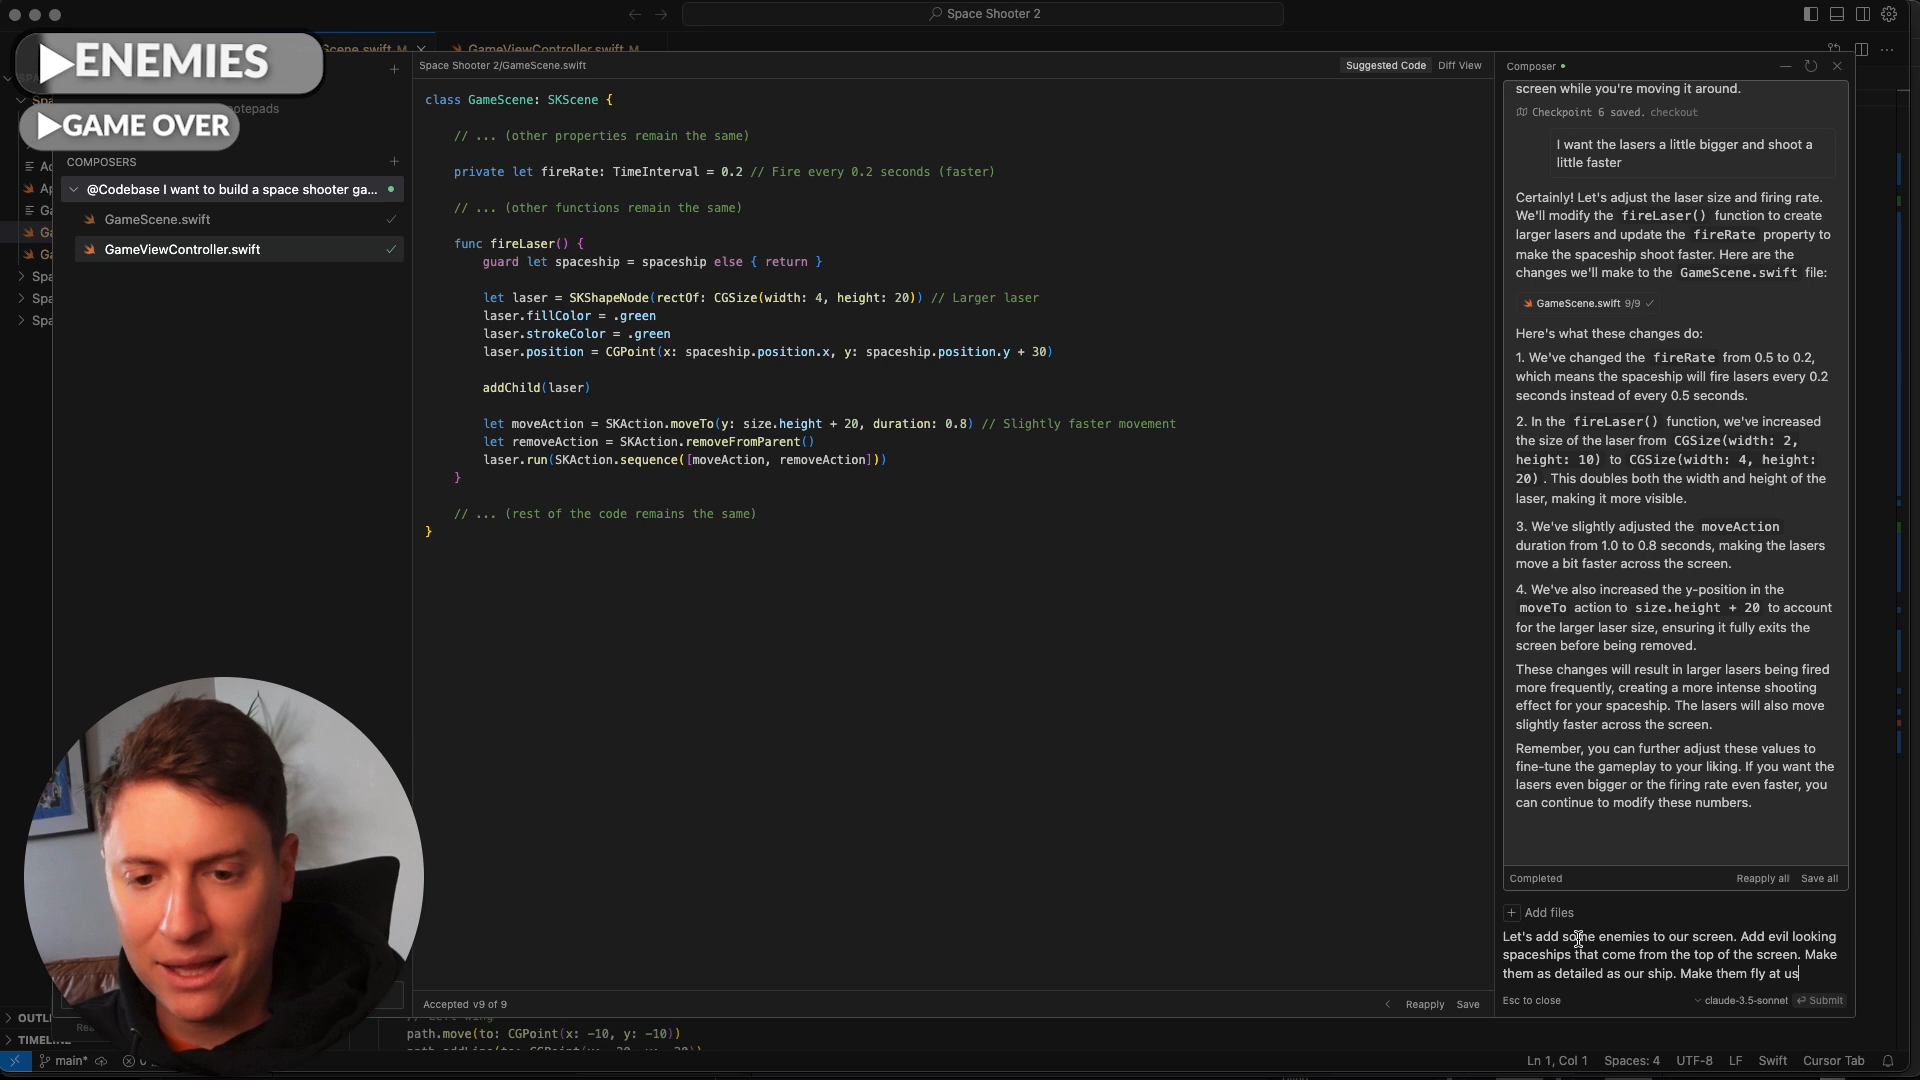 Space Shooter 2
▶ENEMIES
▶GAME OVER
Scene.swift M
GameViewController.swift M
notepads
COMPOSERS
@Codebase I want to build a space shooter ga...
GameScene.swift
GameViewController.swift
Ac
Ap
Ga
Ga
Ga
Spa
Spa
Spa
Space Shooter 2/GameScene.swift
Suggested Code
Diff View
class GameScene: SKScene {
// ... (other properties remain the same)
private let fireRate: TimeInterval = 0.2 // Fire every 0.2 seconds (faster)
// ... (other functions remain the same)
func fireLaser() {
guard let spaceship = spaceship else { return }
let laser = SKShapeNode(rectOf: CGSize(width: 4, height: 20)) // Larger laser
laser.fillColor = .green
laser.strokeColor = .green
laser.position = CGPoint(x: spaceship.position.x, y: spaceship.position.y + 30)
addChild(laser)
let moveAction = SKAction.moveTo(y: size.height + 20, duration: 0.8) // Slightly faster movement
let removeAction = SKAction.removeFromParent()
laser.run(SKAction.sequence([moveAction, removeAction]))
}
// ... (rest of the code remains the same)
}
Accepted v9 of 9
Reapply
Save
path.move(to: CGPoint(x: -10, y: -10))
Composer
screen while you're moving it around.
Checkpoint 6 saved. checkout
I want the lasers a little bigger and shoot a
little faster
Certainly! Let's adjust the laser size and firing rate.
We'll modify the fireLaser() function to create
larger lasers and update the fireRate property to
make the spaceship shoot faster. Here are the
changes we'll make to the GameScene.swift file:
GameScene.swift 9/9
Here's what these changes do:
1. We've changed the fireRate from 0.5 to 0.2,
which means the spaceship will fire lasers every 0.2
seconds instead of every 0.5 seconds.
2. In the fireLaser() function, we've increased
the size of the laser from CGSize(width: 2,
height: 10) to CGSize(width: 4, height:
20). This doubles both the width and height of the
laser, making it more visible.
3. We've slightly adjusted the moveAction
duration from 1.0 to 0.8 seconds, making the lasers
move a bit faster across the screen.
4. We've also increased the y-position in the
moveTo action to size.height + 20 to account
for the larger laser size, ensuring it fully exits the
screen before being removed.
These changes will result in larger lasers being fired
more frequently, creating a more intense shooting
effect for your spaceship. The lasers will also move
slightly faster across the screen.
Remember, you can further adjust these values to
fine-tune the gameplay to your liking. If you want the
lasers even bigger or the firing rate even faster, you
can continue to modify these numbers.
Completed
Reapply all
Save all
+ Add files
Let's add some enemies to our screen. Add evil looking
spaceships that come from the top of the screen. Make
them as detailed as our ship. Make them fly at us
Esc to close
claude-3.5-sonnet
Submit
OUTLI
TIMELINE
main*
Ln 1, Col 1
Spaces: 4
UTF-8
LF
Swift
Cursor Tab